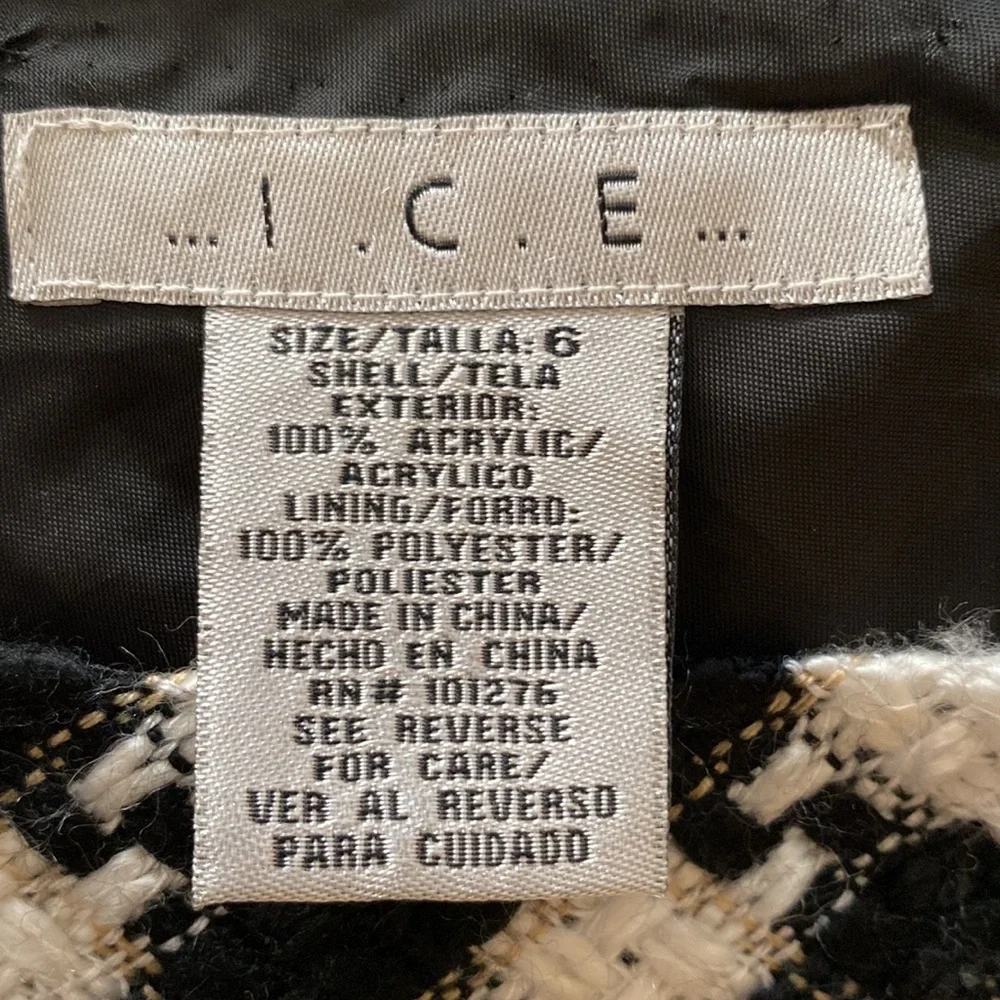 ... I . C . E ...
SIZE/TALLA: 6
SHELL/TELA
EXTERIOR:
100% ACRYLIC/
ACRYLICO
LINING/FORRO:
100% POLYESTER/
POLIESTER
MADE IN CHINA/
HECHO EN CHINA
RN# 101276
SEE REVERSE
FOR CARE/
VER AL REVERSO
PARA CUIDADO